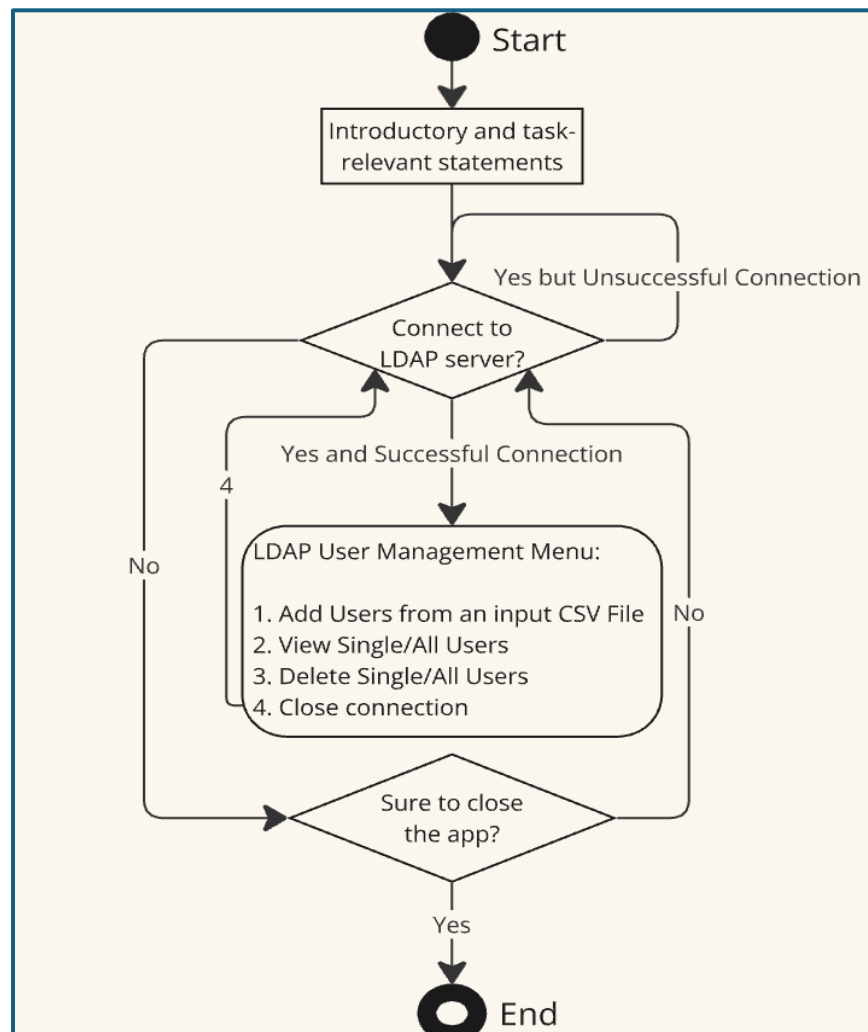 Start
Introductory and task-
relevant statements
Yes but Unsuccessful Connection
Connect to
LDAP server?
Yes and Successful Connection
4
No
LDAP User Management Menu:
1. Add Users from an input CSV File
2. View Single/All Users
3. Delete Single/All Users
4. Close connection
No
Sure to close
the app?
Yes
End